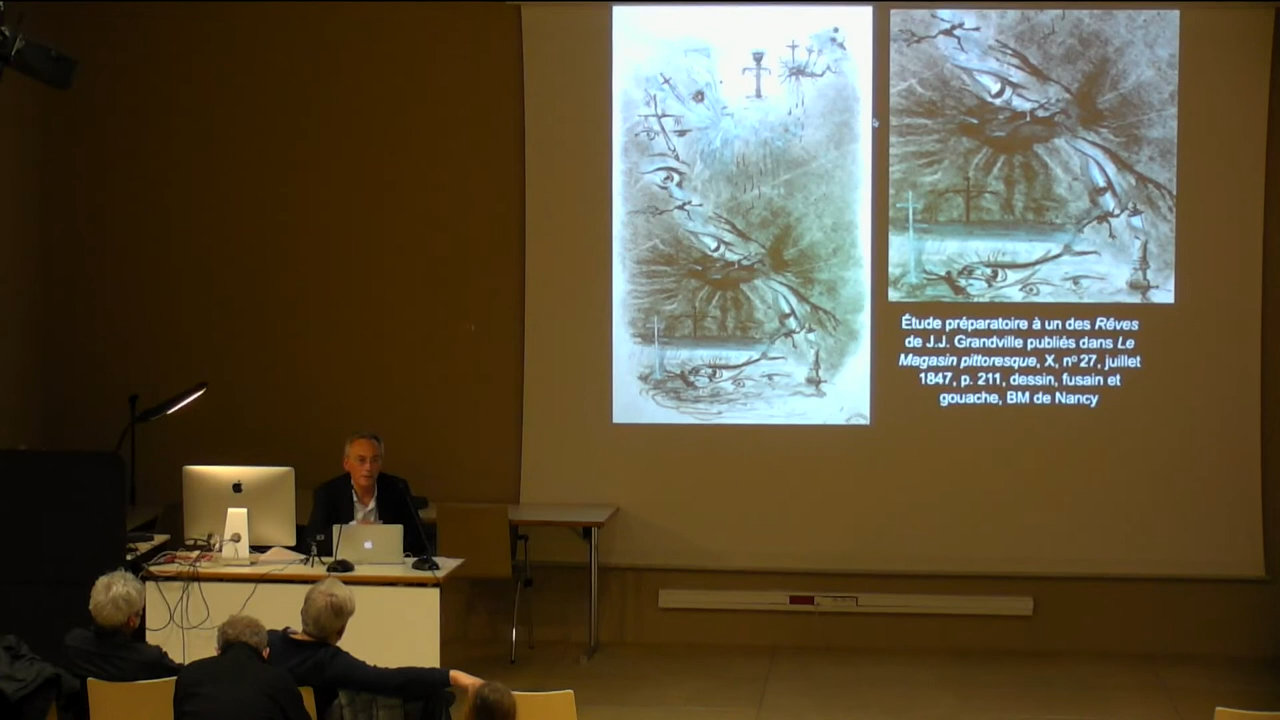 Étude préparatoire à un des Rêves
de J.J. Grandville publiés dans Le
Magasin pittoresque, X, nº 27, juillet
1847, p. 211, dessin, fusain et
gouache, BM de Nancy